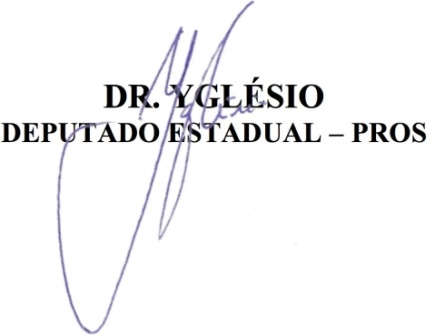 DR. YGLÉSIO
DEPUTADO ESTADUAL – PROS